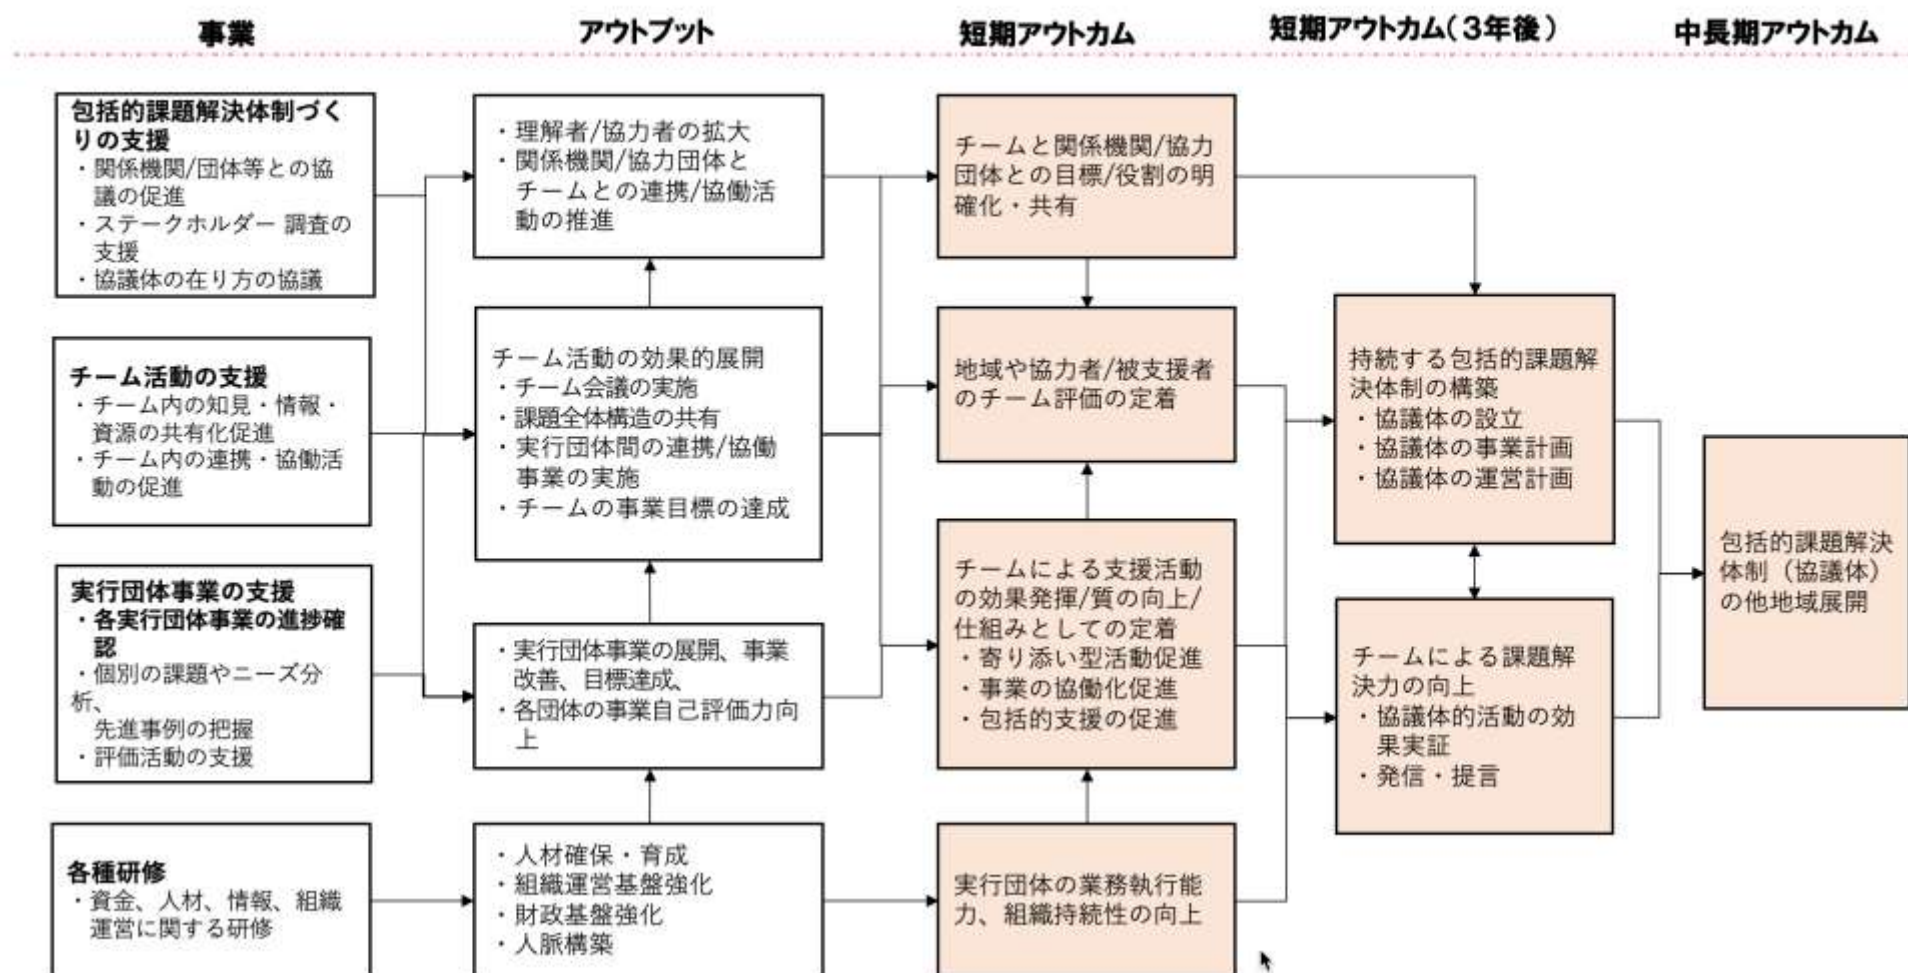 事業
アウトプット
短期アウトカム
短期アウトカム(3年後)
中長期アウトカム
包括的課題解決体制づく
りの支援
・関係機関/団体等との協
議の促進
・ステークホルダー 調査の
支援
・協議体の在り方の協議
チーム活動の支援
・チーム内の知見・情報・
資源の共有化促進
・チーム内の連携・協働活
動の促進
実行団体事業の支援
・各実行団体事業の進捗確
認
・個別の課題やニーズ分
析、
先進事例の把握
・評価活動の支援
各種研修
・資金、人材、情報、組織
運営に関する研修
・理解者/協力者の拡大
・関係機関/協力団体と
チームとの連携/協働活
動の推進
チーム活動の効果的展開
・チーム会議の実施
・課題全体構造の共有
・実行団体間の連携/協働
事業の実施
・チームの事業目標の達成
・実行団体事業の展開、事業
改善、目標達成、
・各団体の事業自己評価力向
上
・人材確保・育成
・組織運営基盤強化
・財政基盤強化
・人脈構築
チームと関係機関/協力
団体との目標/役割の明
確化・共有
地域や協力者/被支援者
のチーム評価の定着
チームによる支援活動
の効果発揮/質の向上/
仕組みとしての定着
・寄り添い型活動促進
・事業の協働化促進
・包括的支援の促進
実行団体の業務執行能
力、組織持続性の向上
持続する包括的課題解
決体制の構築
・協議体の設立
・協議体の事業計画
・協議体の運営計画
チームによる課題解
決力の向上
・協議体的活動の効
果実証
・発信・提言
包括的課題解決
体制（協議体）
の他地域展開